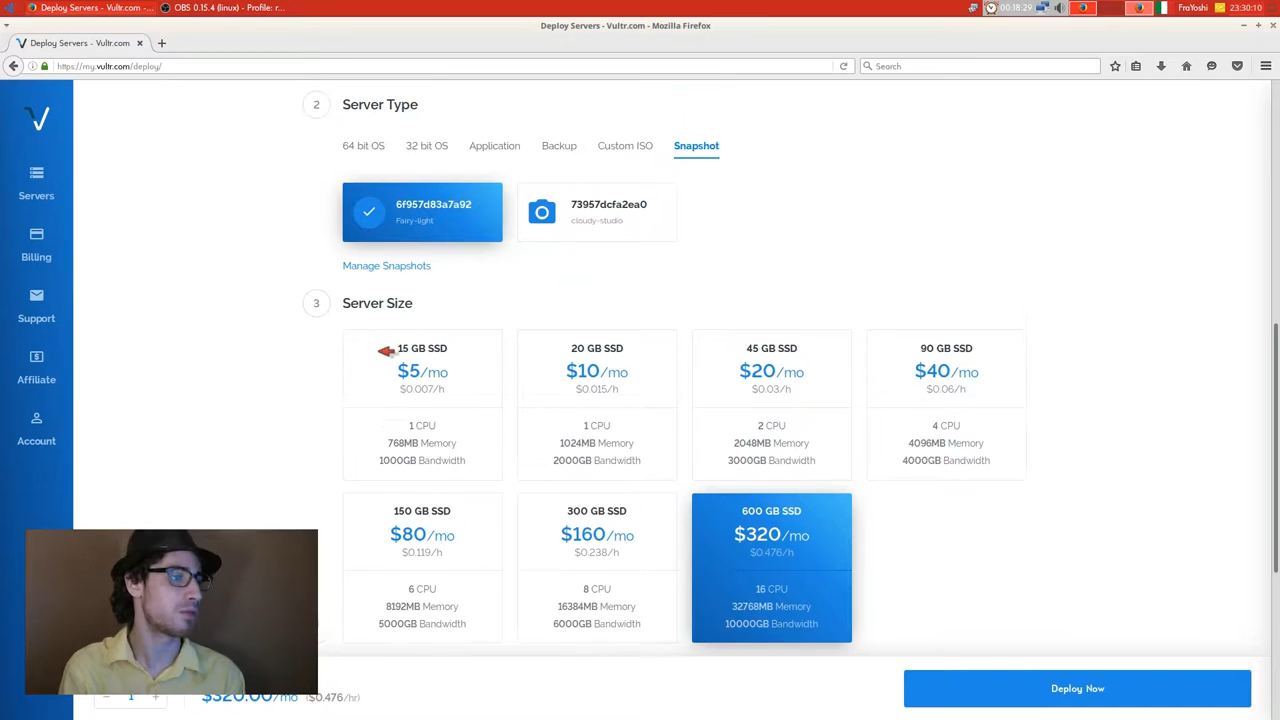 Deploy Servers - Vultr.com -...
OBS 0.15.4 (linux) - Profile: r...
00:18:29
FraYoshi
23:30:10
Deploy Servers - Vultr.com - Mozilla Firefox
Deploy Servers - Vultr.com
https://my.vultr.com/deploy/
Search
2 Server Type
64 bit OS 32 bit OS Application Backup Custom ISO Snapshot
6f957d83a7a92
Fairy-light
73957dcfa2ea0
cloudy-studio
Manage Snapshots
3 Server Size
15 GB SSD
$5/mo
$0.007/h
1 CPU
768MB Memory
1000GB Bandwidth
20 GB SSD
$10/mo
$0.015/h
1 CPU
1024MB Memory
2000GB Bandwidth
45 GB SSD
$20/mo
$0.03/h
2 CPU
2048MB Memory
3000GB Bandwidth
90 GB SSD
$40/mo
$0.06/h
4 CPU
4096MB Memory
4000GB Bandwidth
150 GB SSD
$80/mo
$0.119/h
6 CPU
8192MB Memory
5000GB Bandwidth
300 GB SSD
$160/mo
$0.238/h
8 CPU
16384MB Memory
6000GB Bandwidth
600 GB SSD
$320/mo
$0.476/h
16 CPU
32768MB Memory
10000GB Bandwidth
Servers
Billing
Support
Affiliate
Account
− 1 +
$320.00/mo ($0.476/hr)
Deploy Now